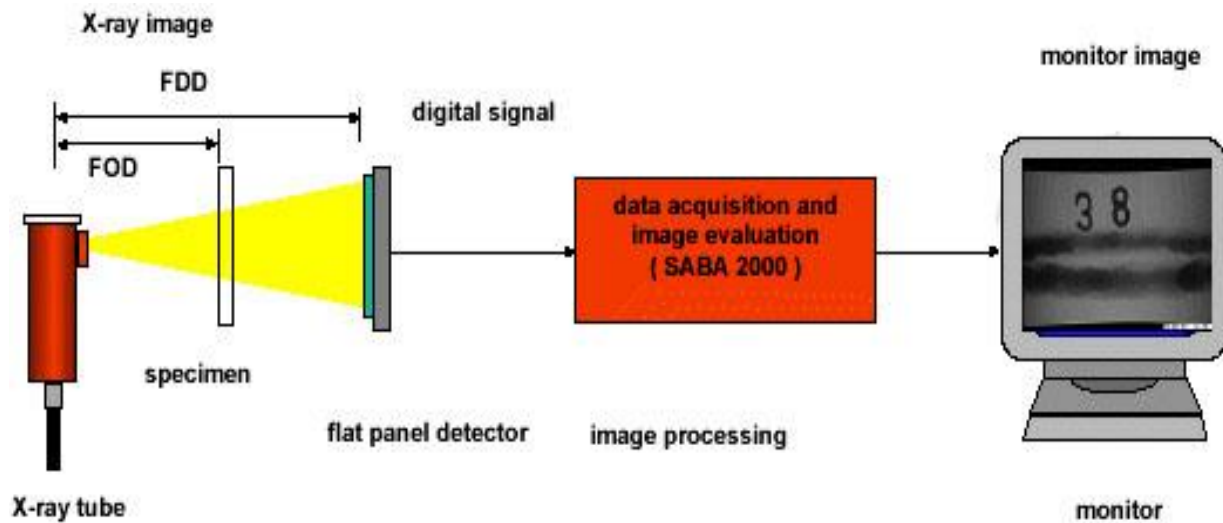 X-ray image
monitor image
FDD
digital signal
FOD
data acquisition and
image evaluation
( SABA 2000 )
3 8
specimen
flat panel detector
image processing
X-ray tube
monitor